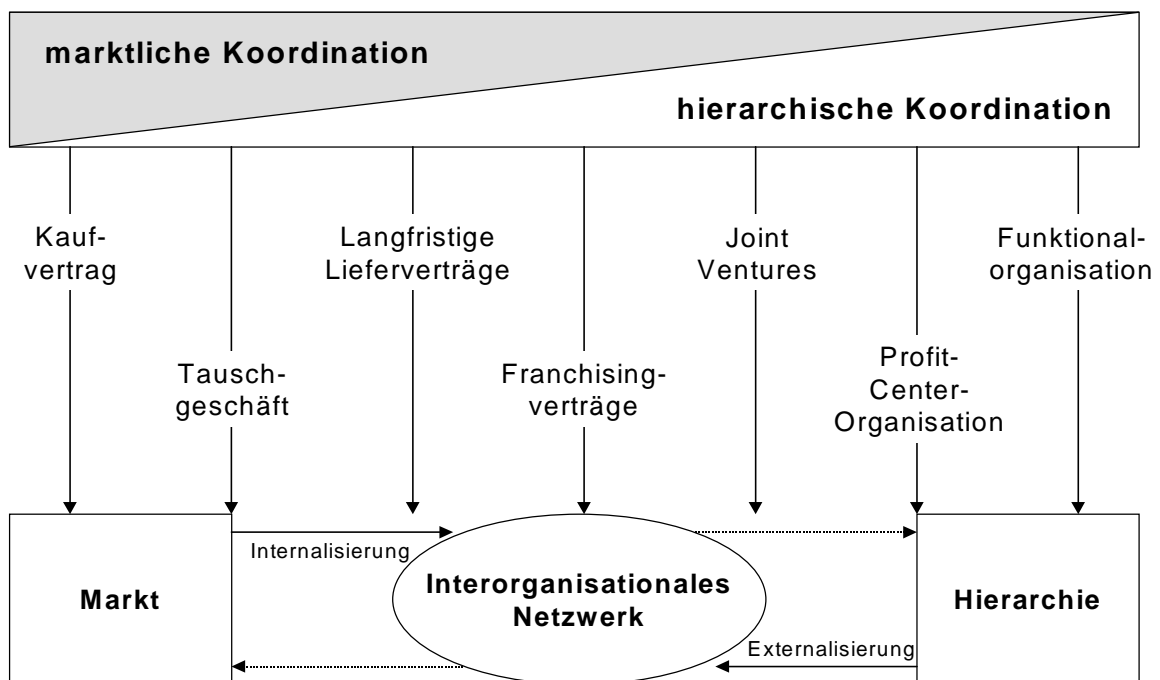 marktliche Koordination
hierarchische Koordination
Kauf-
vertrag
Langfristige
Lieferverträge
Joint
Ventures
Funktional-
organisation
Tausch-
geschäft
Franchising-
verträge
Profit-
Center-
Organisation
Internalisierung
Markt
Interorganisationales
Netzwerk
Hierarchie
Externalisierung